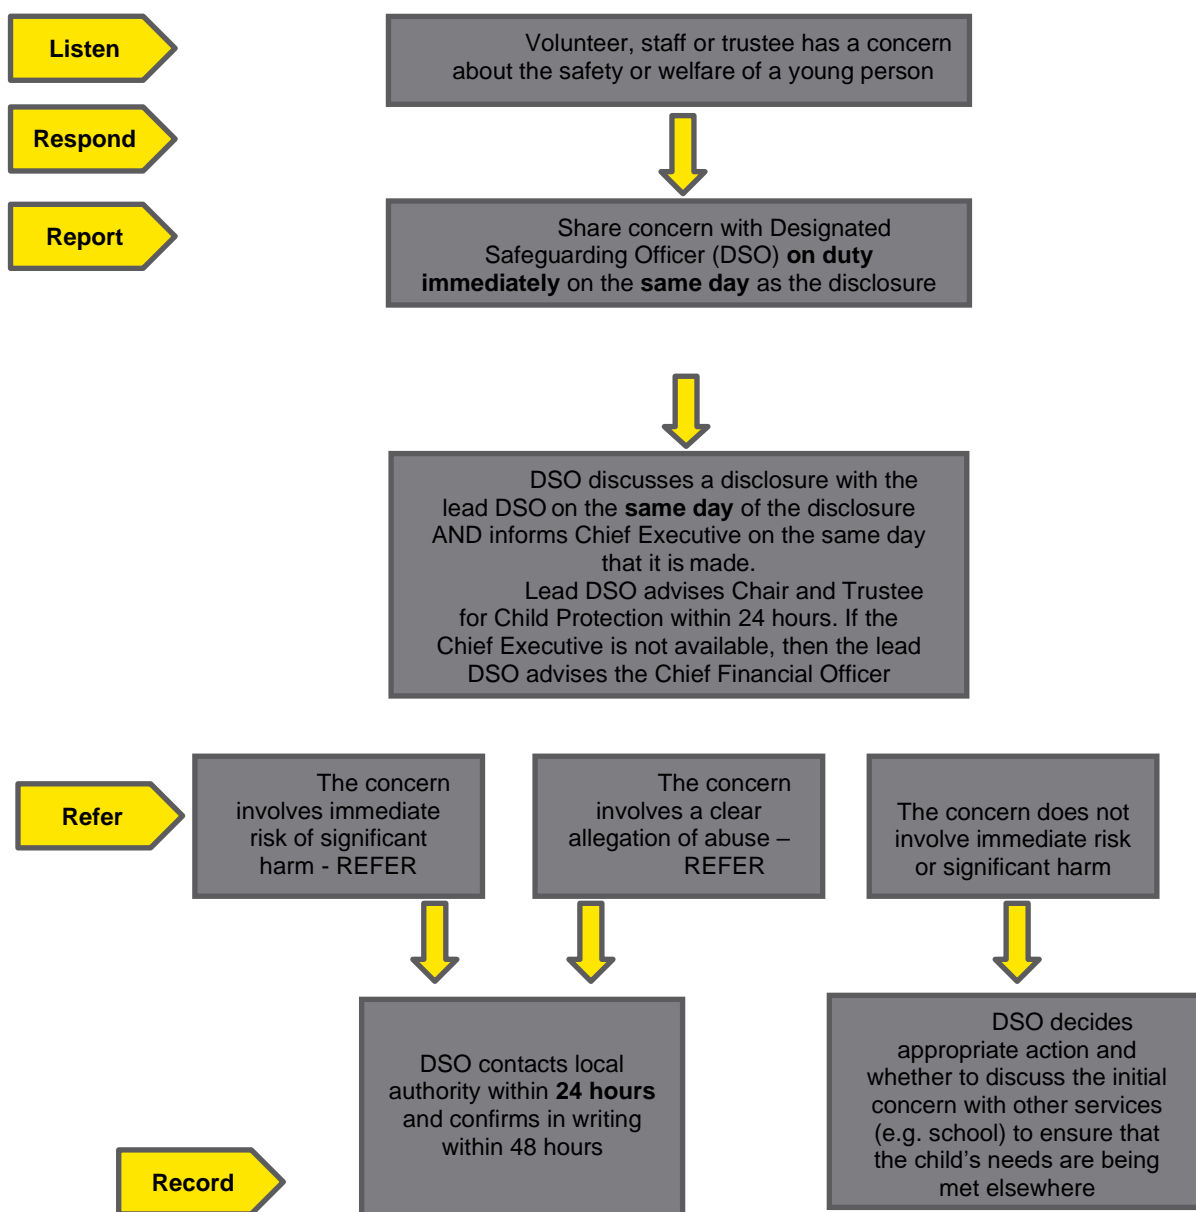 Listen
Volunteer, staff or trustee has a concern
about the safety or welfare of a young person
Respond
Report
Share concern with Designated
Safeguarding Officer (DSO) on duty
immediately on the same day as the disclosure
DSO discusses a disclosure with the
lead DSO on the same day of the disclosure
AND informs Chief Executive on the same day
that it is made.
Lead DSO advises Chair and Trustee
for Child Protection within 24 hours. If the
Chief Executive is not available, then the lead
DSO advises the Chief Financial Officer
Refer
The concern
involves immediate
risk of significant
harm - REFER
The concern
involves a clear
allegation of abuse –
REFER
The concern does not
involve immediate risk
or significant harm
DSO contacts local
authority within 24 hours
and confirms in writing
within 48 hours
DSO decides
appropriate action and
whether to discuss the initial
concern with other services
(e.g. school) to ensure that
the child’s needs are being
met elsewhere
Record